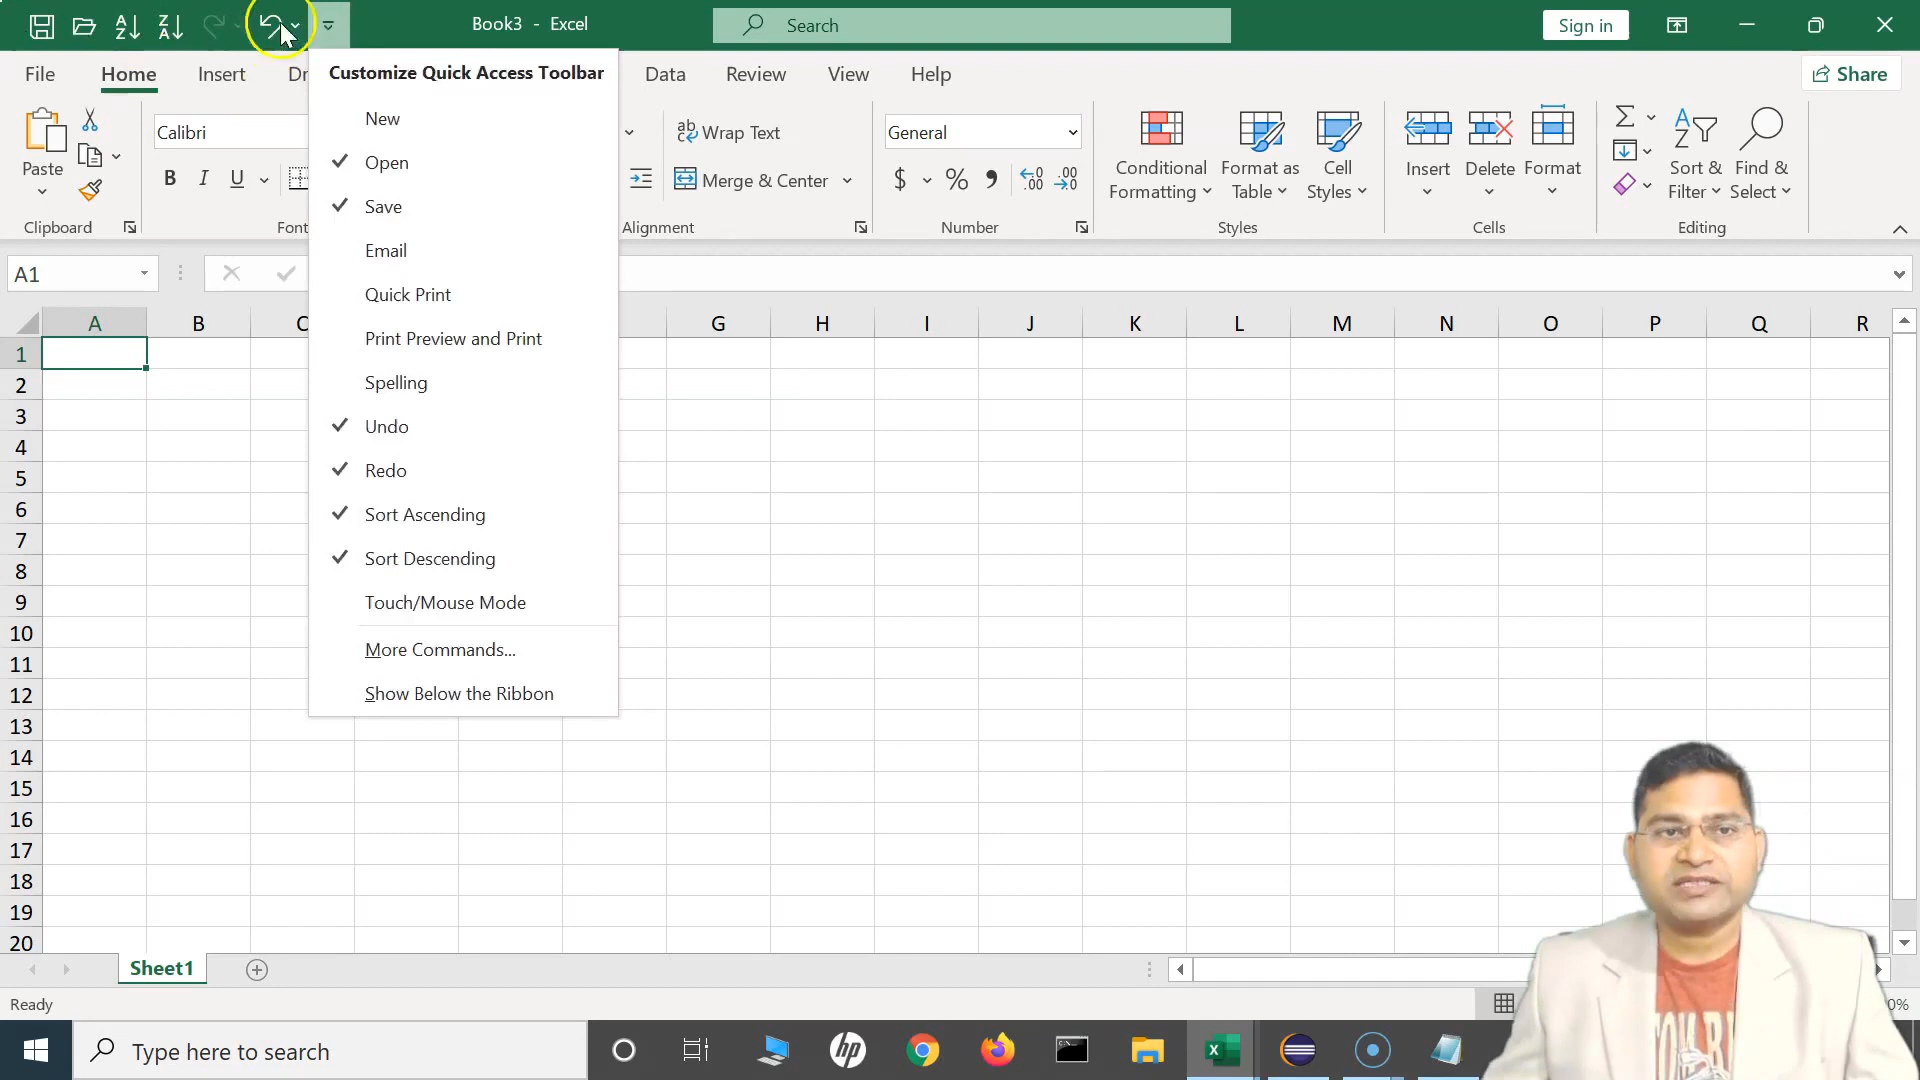 Book3 - Excel
Search
Sign in
File
Home
Insert
Dr
Data
Review
View
Help
Share
Customize Quick Access Toolbar
New
Open
Save
Email
Quick Print
Print Preview and Print
Spelling
Undo
Redo
Sort Ascending
Sort Descending
Touch/Mouse Mode
More Commands...
Show Below the Ribbon
Paste
Clipboard
Calibri
B I U
Font
ab Wrap Text
Merge & Center
Alignment
General
$ % 9
Number
Conditional Formatting
Format as Table
Cell Styles
Styles
Insert
Delete
Format
Cells
Sort & Filter
Find & Select
Editing
A1
A B C G H I J K L M N O P Q R
1
2
3
4
5
6
7
8
9
10
11
12
13
14
15
16
17
18
19
20
Sheet1
Ready
0%
Type here to search
hp